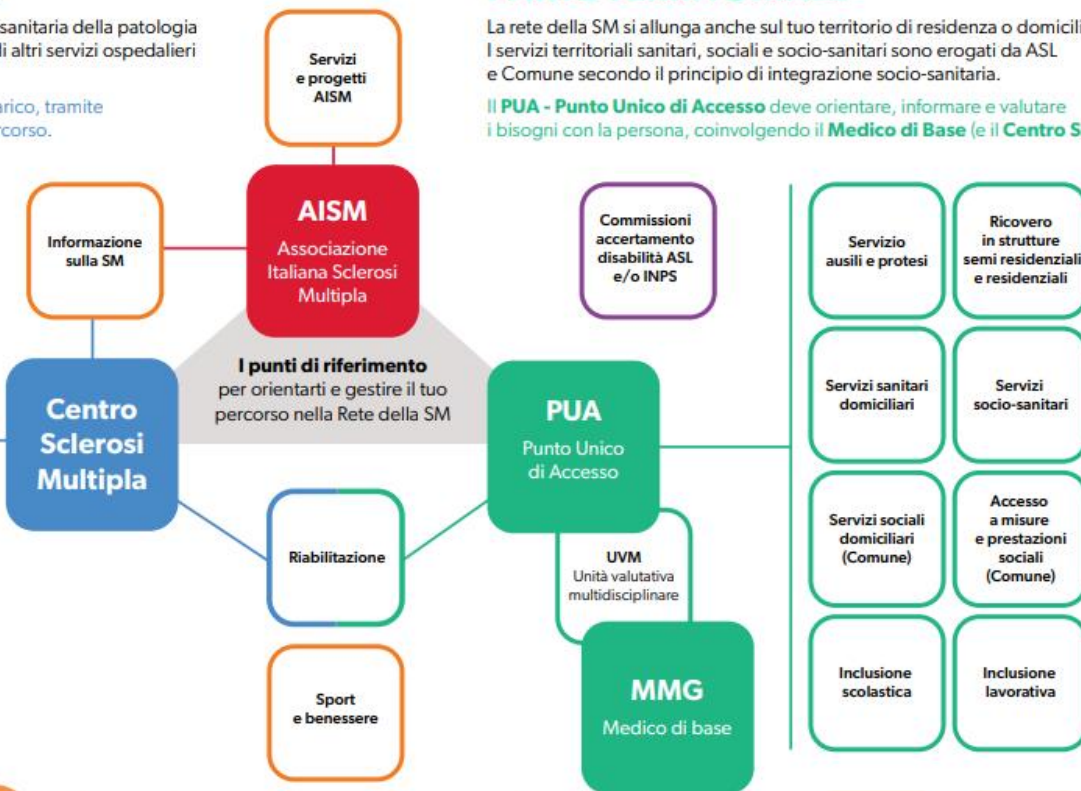 sanitaria della patologia
li altri servizi ospedalieri
arico, tramite
rcorso.
La rete della SM si allunga anche sul tuo territorio di residenza o domicili
I servizi territoriali sanitari, sociali e socio-sanitari sono erogati da ASL
e Comune secondo il principio di integrazione socio-sanitaria.
Il PUA - Punto Unico di Accesso deve orientare, informare e valutare
i bisogni con la persona, coinvolgendo il Medico di Base (e il Centro S
Servizi
e progetti
AISM
AISM
Associazione
Italiana Sclerosi
Multipla
Informazione
sulla SM
I punti di riferimento
per orientarti e gestire il tuo
percorso nella Rete della SM
Centro
Sclerosi
Multipla
Riabilitazione
Sport
e benessere
Commissioni
accertamento
disabilità ASL
e/o INPS
PUA
Punto Unico
di Accesso
UVM
Unità valutativa
multidisciplinare
MMG
Medico di base
Servizio
ausili e protesi
Ricovero
in strutture
semi residenziali
e residenziali
Servizi sanitari
domiciliari
Servizi
socio-sanitari
Servizi sociali
domiciliari
(Comune)
Accesso
a misure
e prestazioni
sociali
(Comune)
Inclusione
scolastica
Inclusione
lavorativa